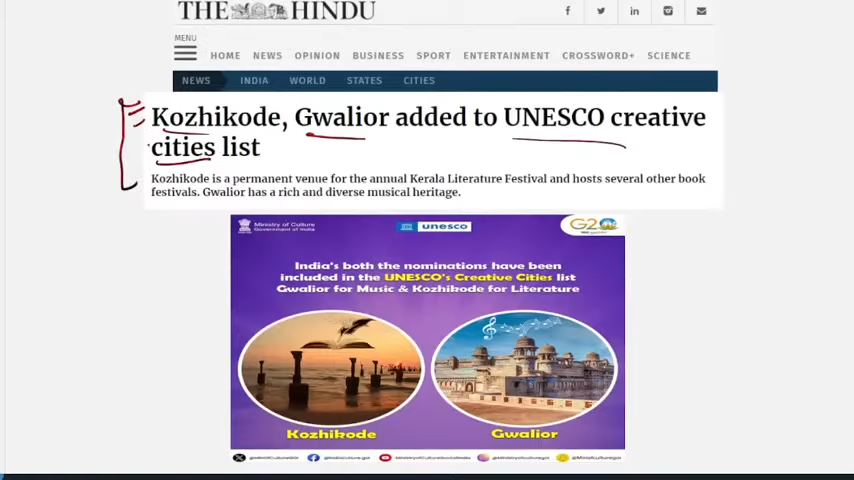 THE HINDU
MENU
HOME NEWS OPINION BUSINESS SPORT ENTERTAINMENT CROSSWORD+ SCIENCE
NEWS INDIA WORLD STATES CITIES
Kozhikode, Gwalior added to UNESCO creative
cities list
Kozhikode is a permanent venue for the annual Kerala Literature Festival and hosts several other book
festivals. Gwalior has a rich and diverse musical heritage.
Ministry of Culture
Government of India
unesco
G20
India's both the nominations have been
included in the UNESCO's Creative Cities list
Gwalior for Music & Kozhikode for Literature
Kozhikode Gwalior